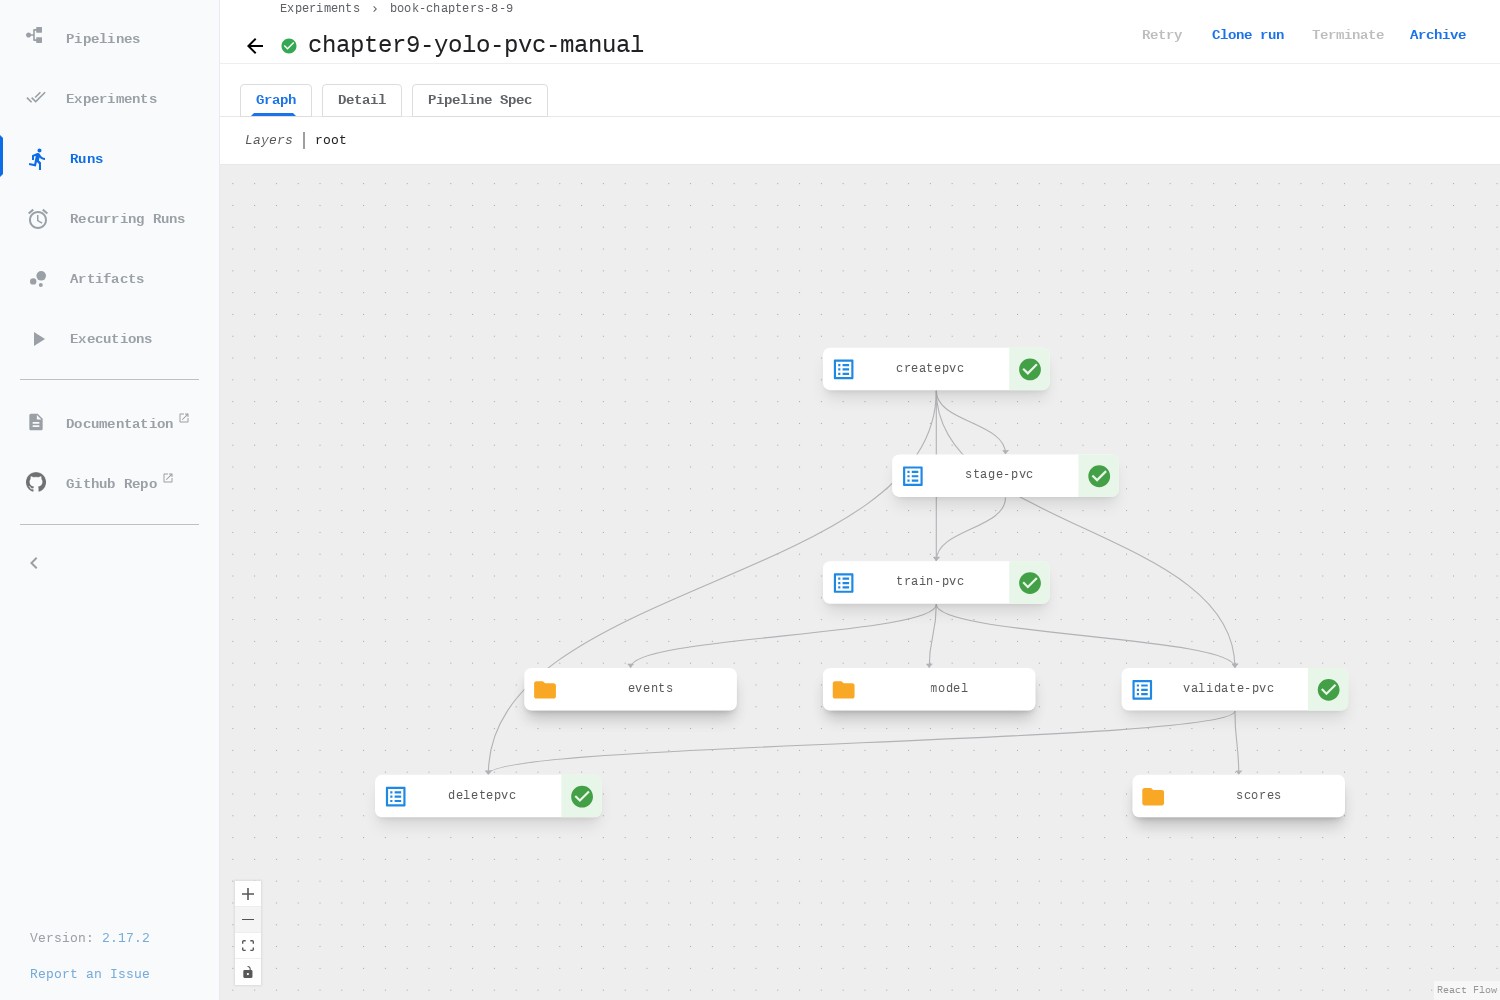 Pipelines
Experiments
Runs
Recurring Runs
Artifacts
Executions
Documentation
Github Repo
Version: 2.17.2
Report an Issue
Experiments › book-chapters-8-9
chapter9-yolo-pvc-manual
Retry Clone run Terminate Archive
Graph Detail Pipeline Spec
Layers root
createpvc
stage-pvc
train-pvc
events model validate-pvc
deletepvc scores
React Flow